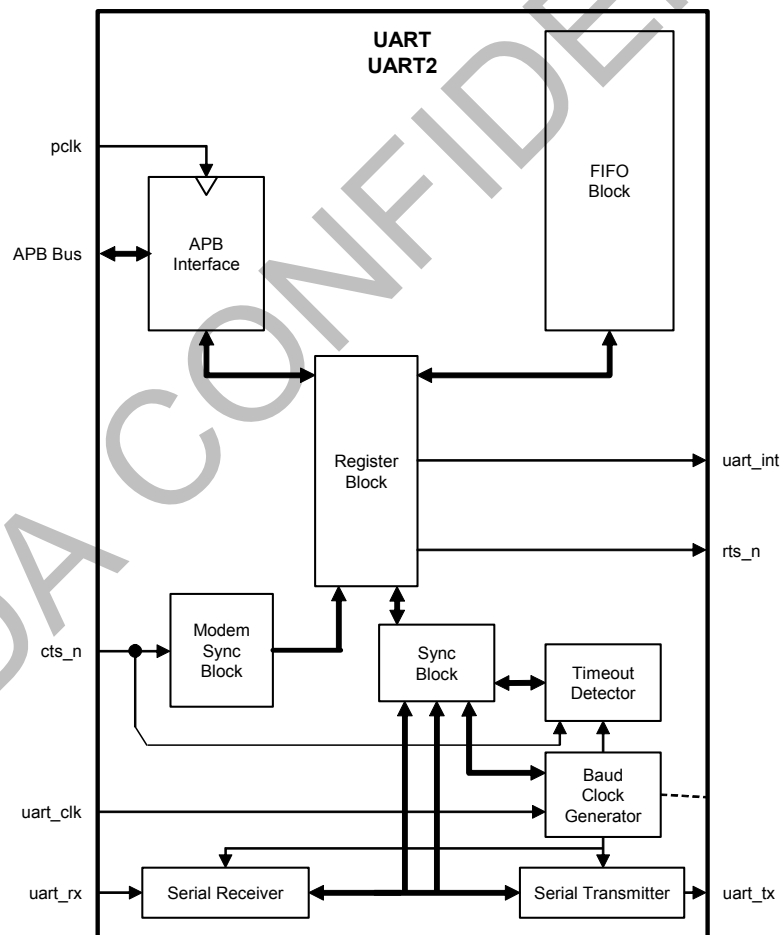 UART
UART2
pclk
FIFO
Block
APB Bus
APB
Interface
Register
Block
uart_int
rts_n
cts_n
Modem
Sync
Block
Sync
Block
Timeout
Detector
uart_clk
Baud
Clock
Generator
uart_rx
Serial Receiver
Serial Transmitter
uart_tx